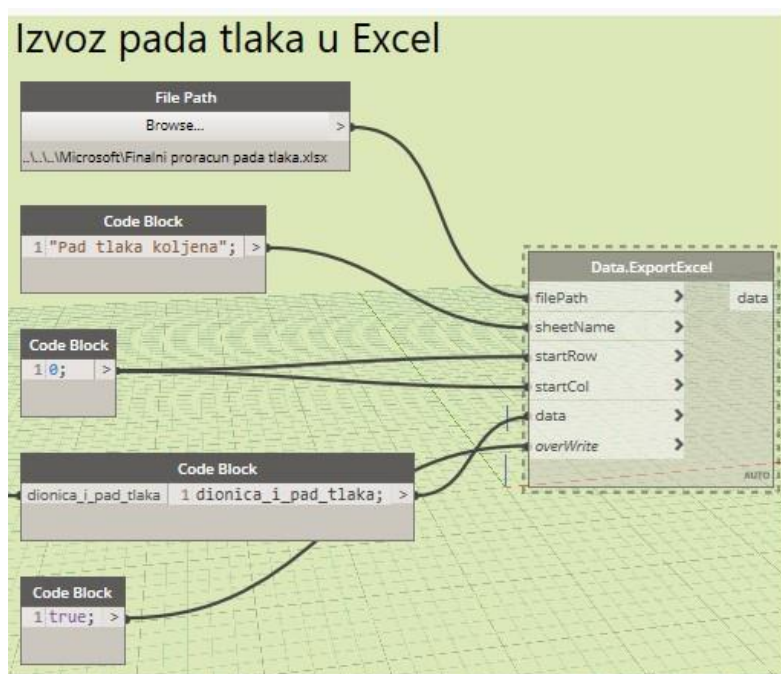 Izvoz pada tlaka u Excel
File Path
Browse... >
..\..\..\Microsoft\Finalni proracun pada tlaka.xlsx
Code Block
1 "Pad tlaka koljena"; >
Code Block
1 0; >
Code Block
dionica_i_pad_tlaka 1 dionica_i_pad_tlaka; >
Code Block
1 true; >
Data.ExportExcel
filePath > data
sheetName >
startRow >
startCol >
data >
overWrite >
AUTO